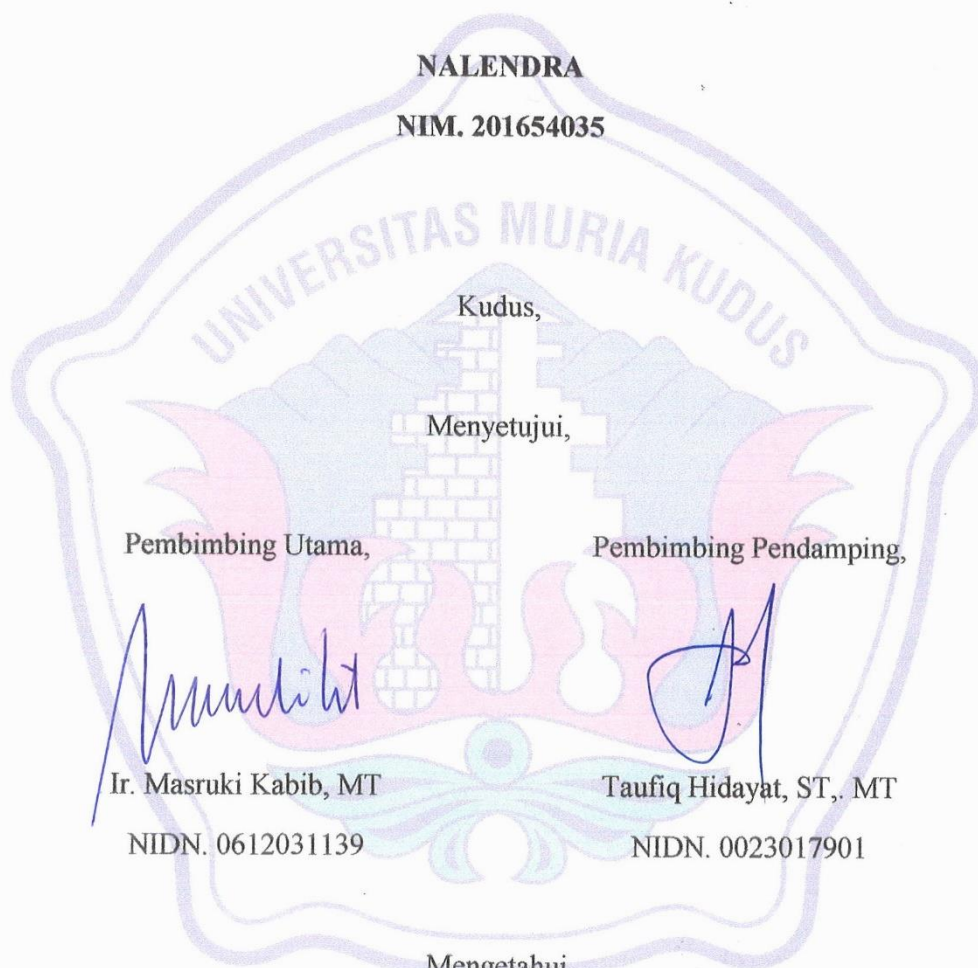 NALENDRA
NIM. 201654035
UNIVERSITAS MURIA KUDUS
Kudus,
Menyetujui,
Pembimbing Utama,
Pembimbing Pendamping,
Ir. Masruki Kabib, MT
Taufiq Hidayat, ST,. MT
NIDN. 0612031139
NIDN. 0023017901
Mengetahui